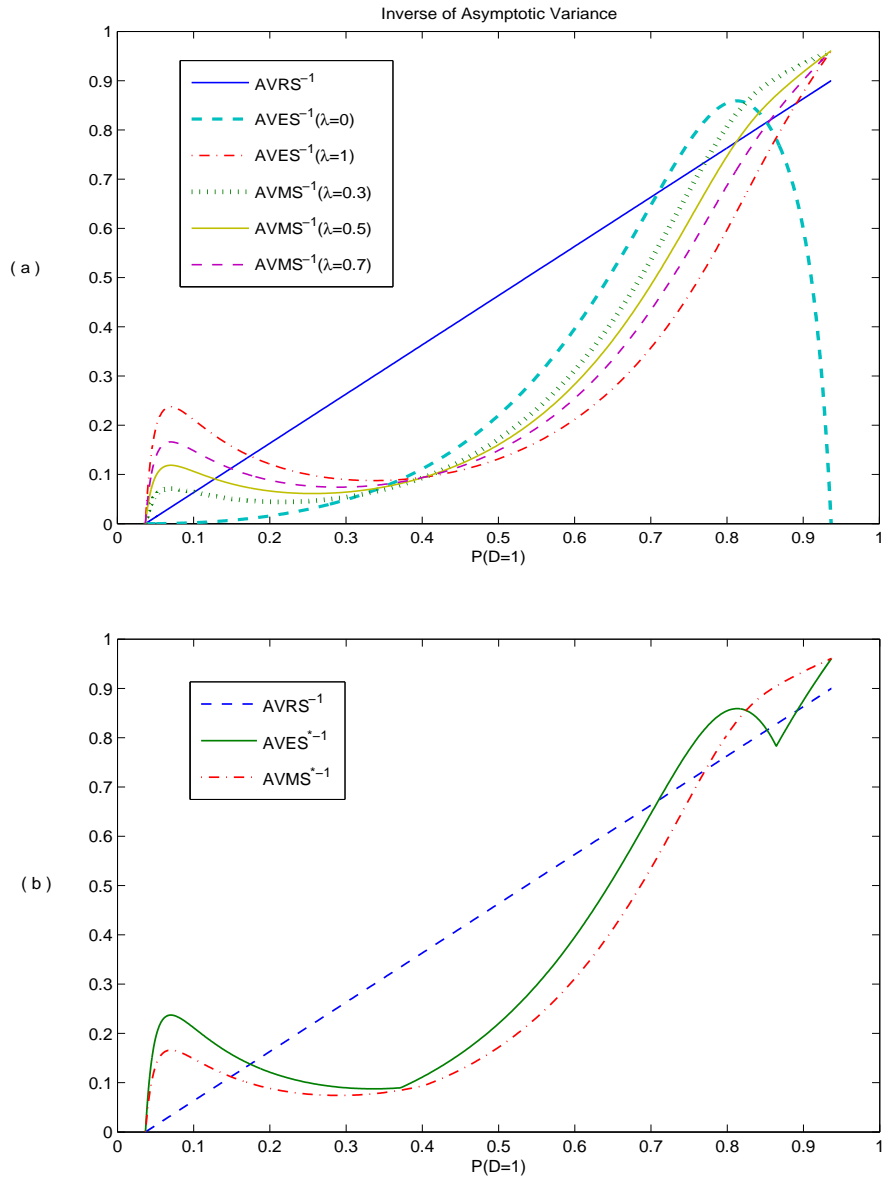 Inverse of Asymptotic Variance
1
0.9
0.8
0.7
0.6
0.5
0.4
0.3
0.2
0.1
0
( a )
AVRS⁻¹
AVES⁻¹(λ=0)
AVES⁻¹(λ=1)
AVMS⁻¹(λ=0.3)
AVMS⁻¹(λ=0.5)
AVMS⁻¹(λ=0.7)
0 0.1 0.2 0.3 0.4 0.5 0.6 0.7 0.8 0.9 1
P(D=1)
1
0.9
0.8
0.7
0.6
0.5
0.4
0.3
0.2
0.1
0
( b )
AVRS⁻¹
AVES*⁻¹
AVMS*⁻¹
0 0.1 0.2 0.3 0.4 0.5 0.6 0.7 0.8 0.9 1
P(D=1)